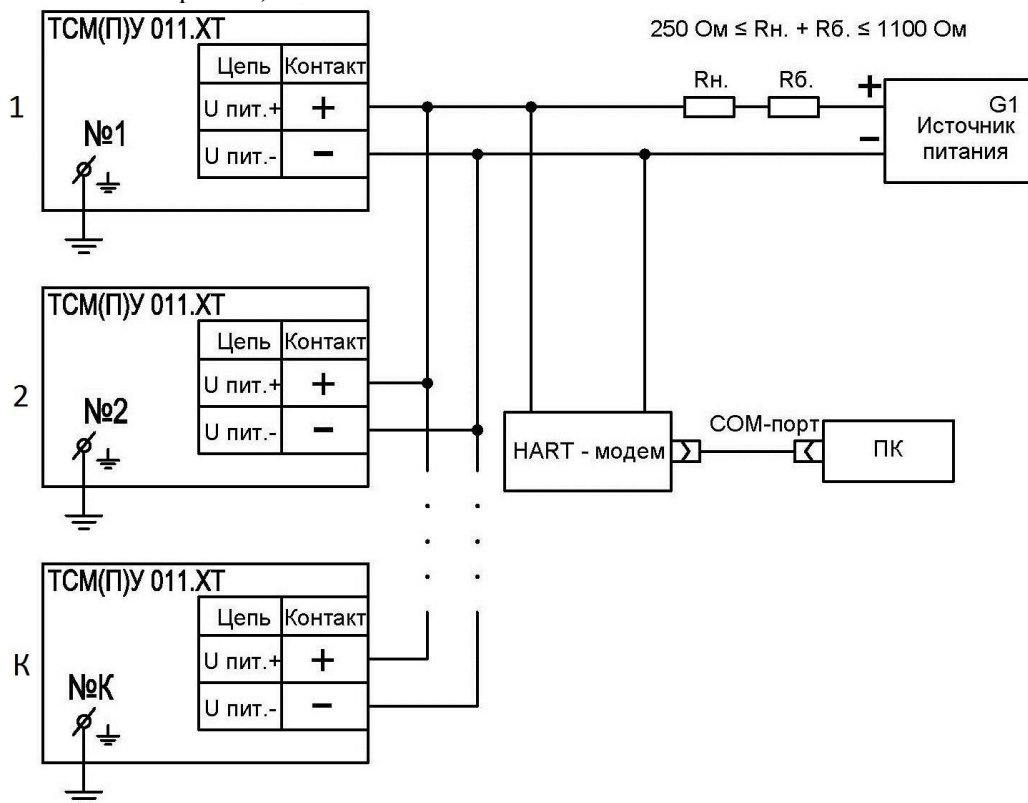 ТСМ(П)У 011.ХТ
250 Ом ≤ Rн. + Rб. ≤ 1100 Ом
Цепь Контакт
Rн. Rб. +
1
U пит.+ +
G1
Источник
питания
№1
U пит.- −
−
ТСМ(П)У 011.ХТ
Цепь Контакт
2
U пит.+ +
№2
U пит.- −
HART - модем
COM-порт
ПК
ТСМ(П)У 011.ХТ
Цепь Контакт
К
U пит.+ +
№К
U пит.- −